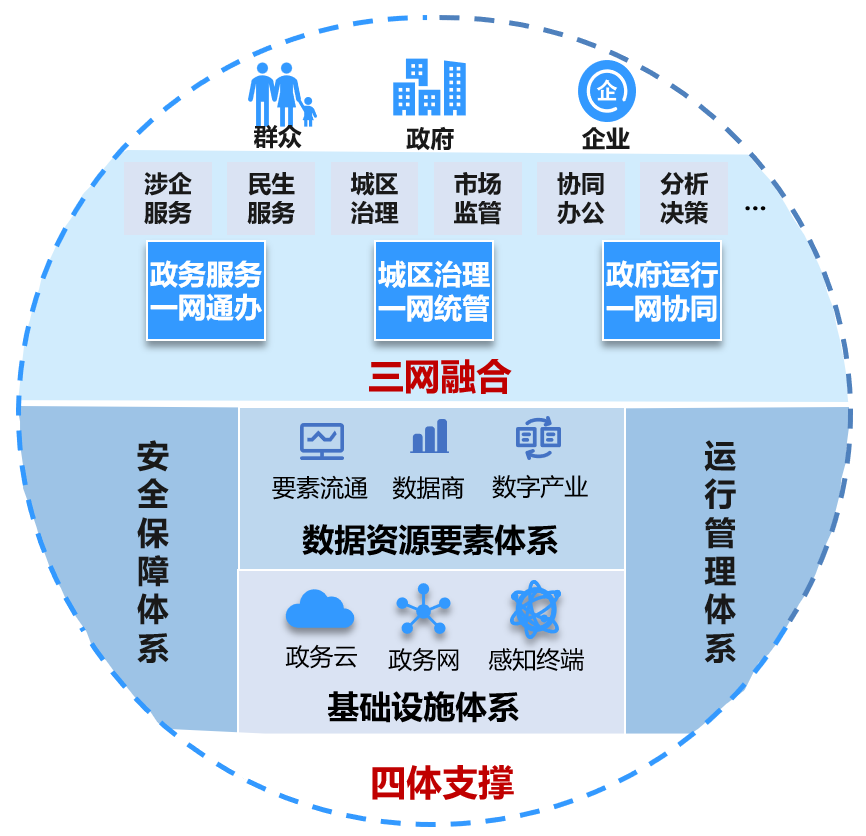 企
群众
政府
企业
涉企
服务
民生
服务
城区
治理
市场
监管
协同
办公
分析
决策
...
政务服务
一网通办
城区治理
一网统管
政府运行
一网协同
三网融合
安全保障体系
要素流通
数据商
数字产业
数据资源要素体系
政务云
政务网
感知终端
基础设施体系
运行管理体系
四体支撑